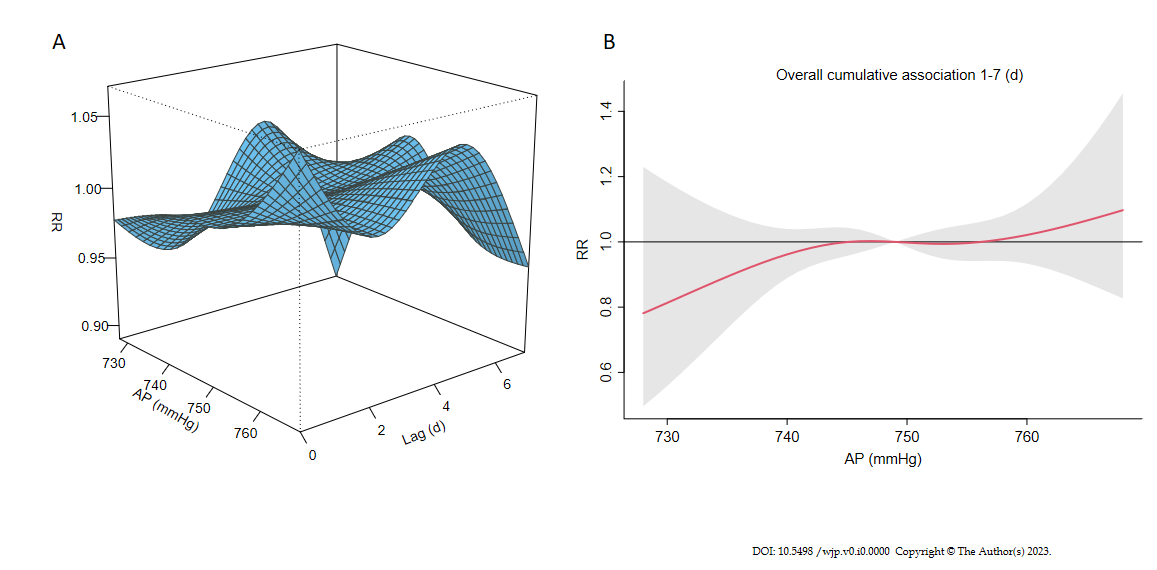 A
1.05
1.00
0.95
0.90
RR
730
740
750
760
AP (mmHg)
0
2
4
6
Lag (d)
B
Overall cumulative association 1-7 (d)
1.4
1.2
1.0
0.8
0.6
RR
730
740
750
760
AP (mmHg)
DOI: 10.5498 /wjp.v0.i0.0000 Copyright © The Author(s) 2023.